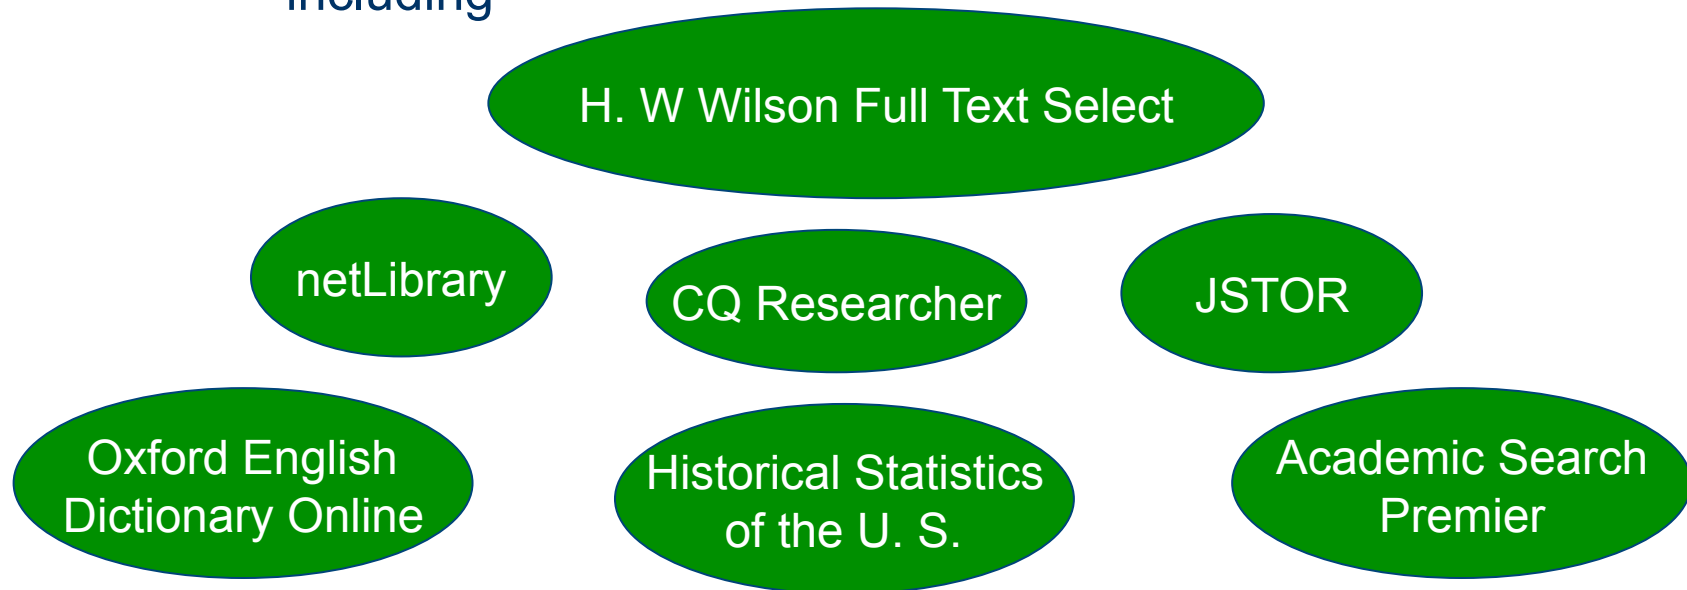 including
H. W Wilson Full Text Select
netLibrary
CQ Researcher
JSTOR
Oxford English
Dictionary Online
Historical Statistics
of the U. S.
Academic Search
Premier